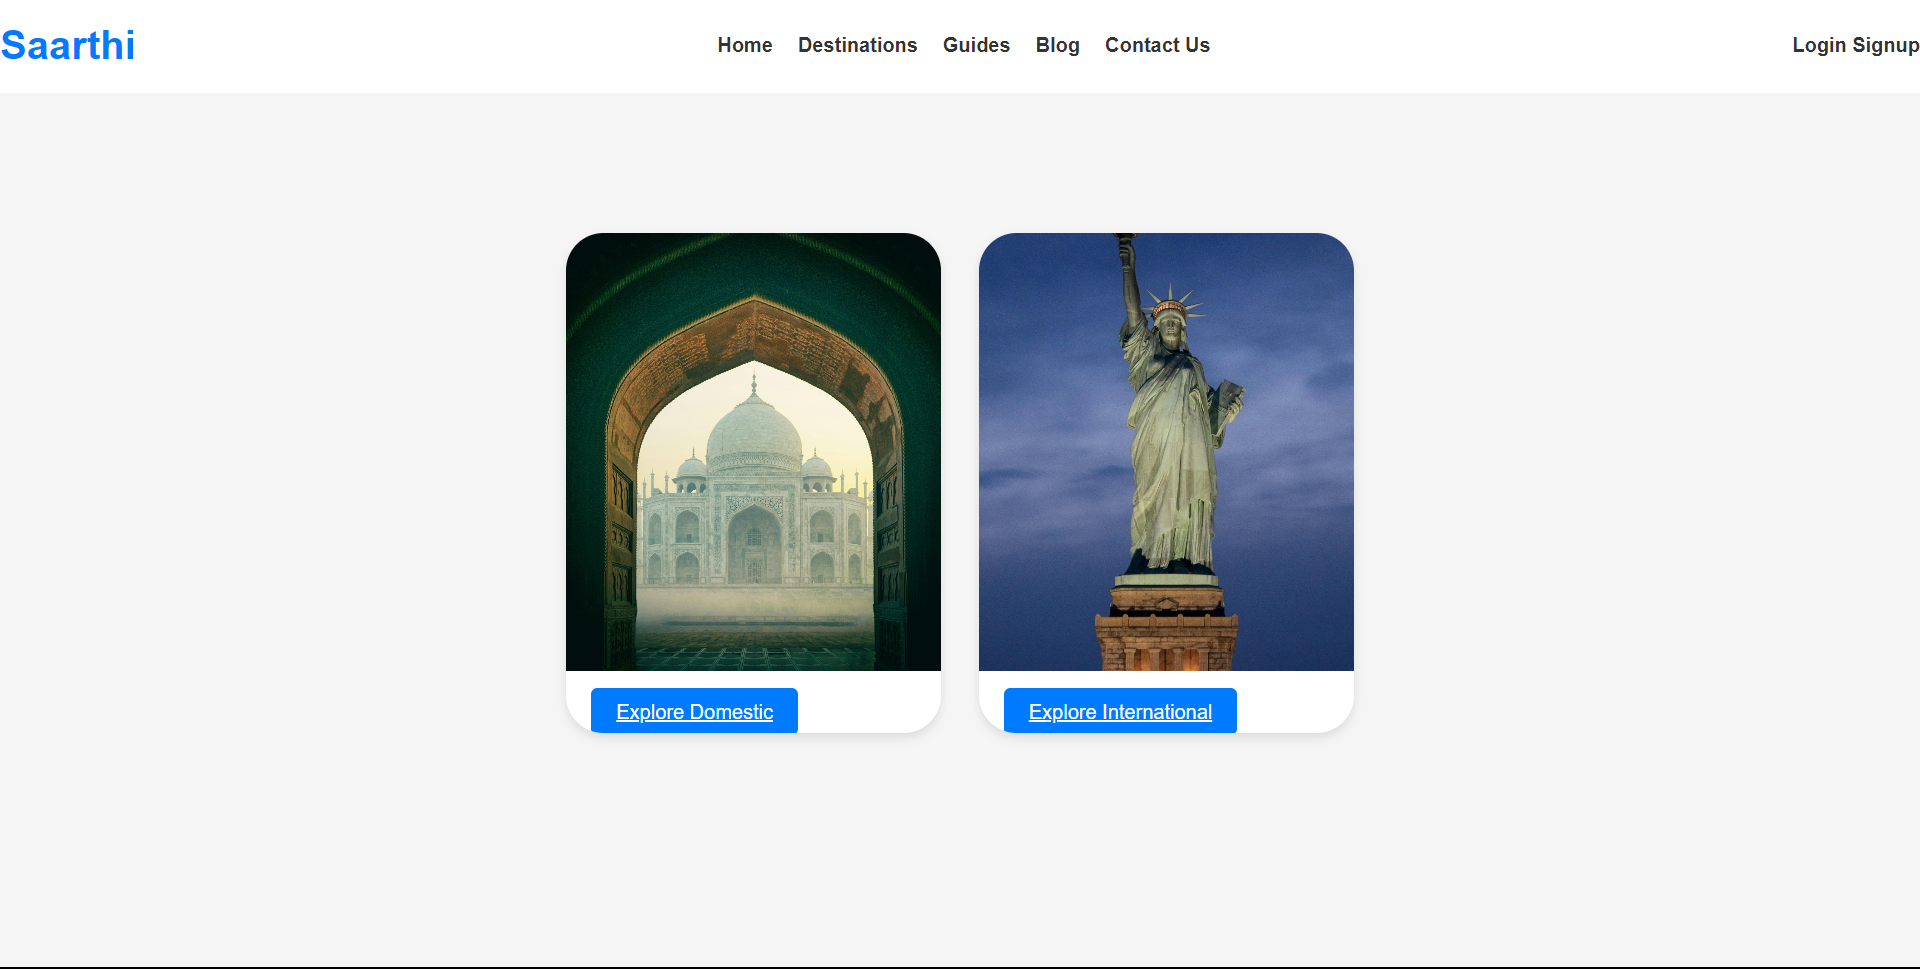 Saarthi
Home Destinations Guides Blog Contact Us
Login Signup
Explore Domestic
Explore International